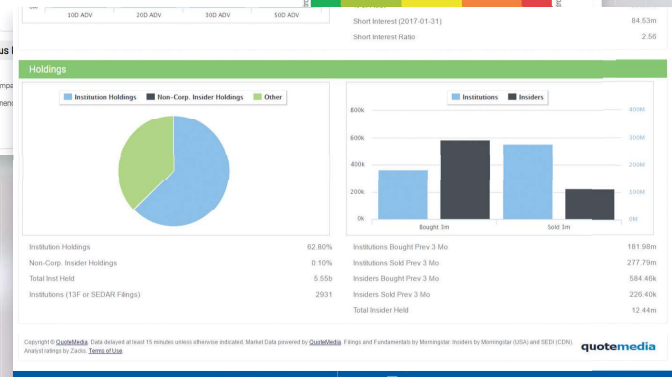 10D ADV 20D ADV 30D ADV 50D ADV
Short Interest (2017-01-31) 84.53m
Short Interest Ratio 2.56
Holdings
Institution Holdings Non-Corp. Insider Holdings Other
Institutions Insiders
800k 400M
600k 300M
400k 200M
200k 100M
0k 0M
Bought 3m Sold 3m
Institution Holdings 62.80%
Non-Corp. Insider Holdings 0.10%
Total Inst Held 5.55b
Institutions (13F or SEDAR Filings) 2931
Institutions Bought Prev 3 Mo 181.98m
Institutions Sold Prev 3 Mo 277.79m
Insiders Bought Prev 3 Mo 584.46k
Insiders Sold Prev 3 Mo 226.40k
Total Insider Held 12.44m
Copyright © QuoteMedia. Data delayed at least 15 minutes unless otherwise indicated. Market Data powered by QuoteMedia. Filings and Fundamentals by Morningstar. Insiders by Morningstar (USA) and SEDI (CDN).
Analyst ratings by Zacks. Terms of Use.
quotemedia